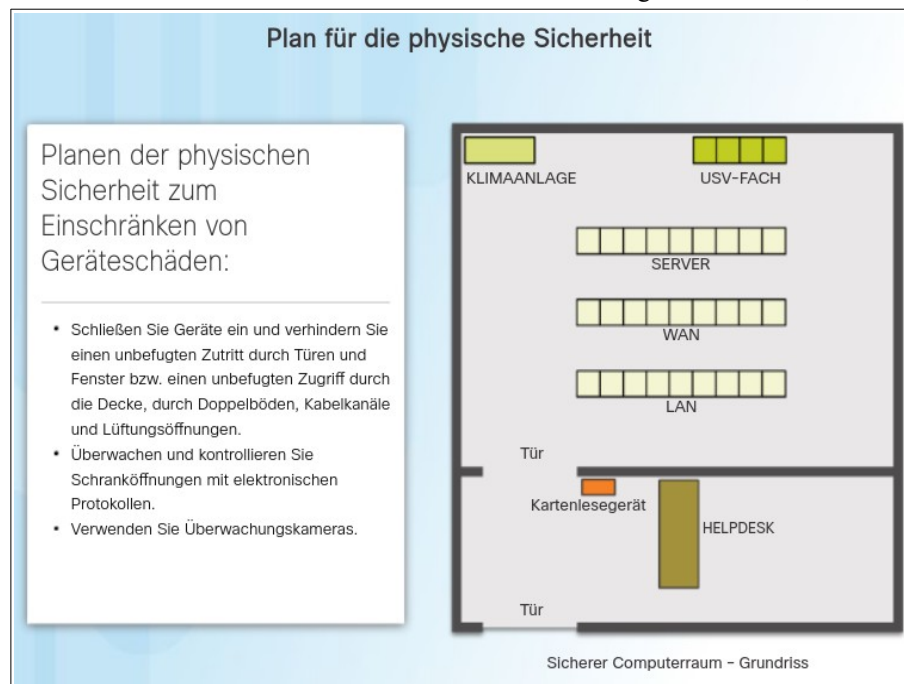 Plan für die physische Sicherheit
Planen der physischen
Sicherheit zum
Einschränken von
Geräteschäden:
• Schließen Sie Geräte ein und verhindern Sie
einen unbefugten Zutritt durch Türen und
Fenster bzw. einen unbefugten Zugriff durch
die Decke, durch Doppelböden, Kabelkanäle
und Lüftungsöffnungen.
• Überwachen und kontrollieren Sie
Schranköffnungen mit elektronischen
Protokollen.
• Verwenden Sie Überwachungskameras.
KLIMAANLAGE
USV-FACH
SERVER
WAN
LAN
Tür
Kartenlesegerät
HELPDESK
Tür
Sicherer Computerraum - Grundriss